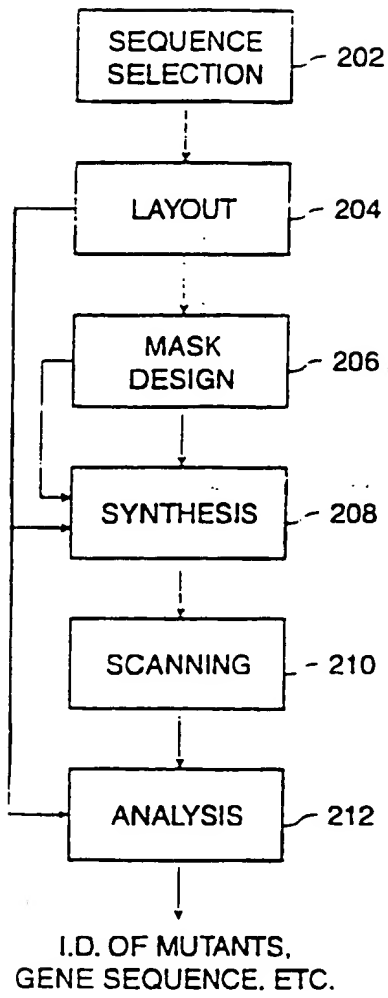 SEQUENCE
SELECTION
202
LAYOUT
204
MASK
DESIGN
206
SYNTHESIS
208
SCANNING
210
ANALYSIS
212
I.D. OF MUTANTS,
GENE SEQUENCE, ETC.